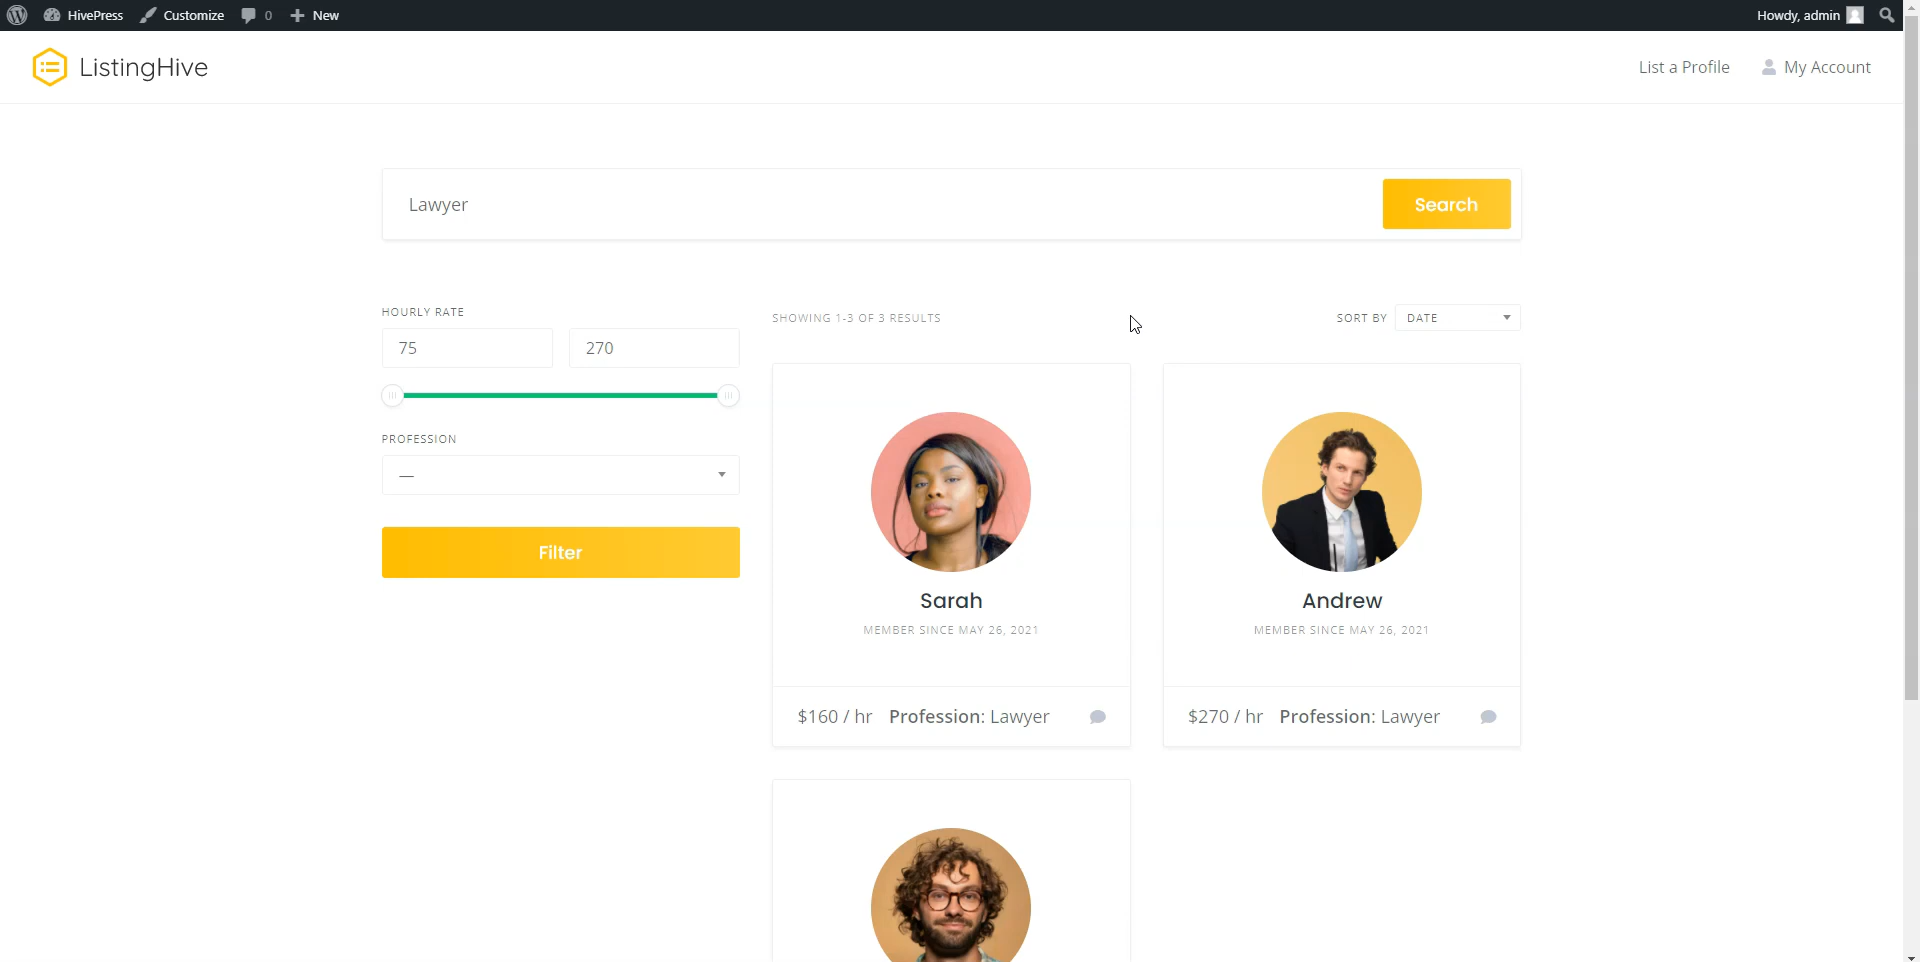 HivePress Customize 0 New Howdy, admin
ListingHive List a Profile My Account
Lawyer Search
HOURLY RATE
75 270
PROFESSION
—
Filter
SHOWING 1-3 OF 3 RESULTS SORT BY DATE
Sarah
MEMBER SINCE MAY 26, 2021
$160 / hr Profession: Lawyer
Andrew
MEMBER SINCE MAY 26, 2021
$270 / hr Profession: Lawyer